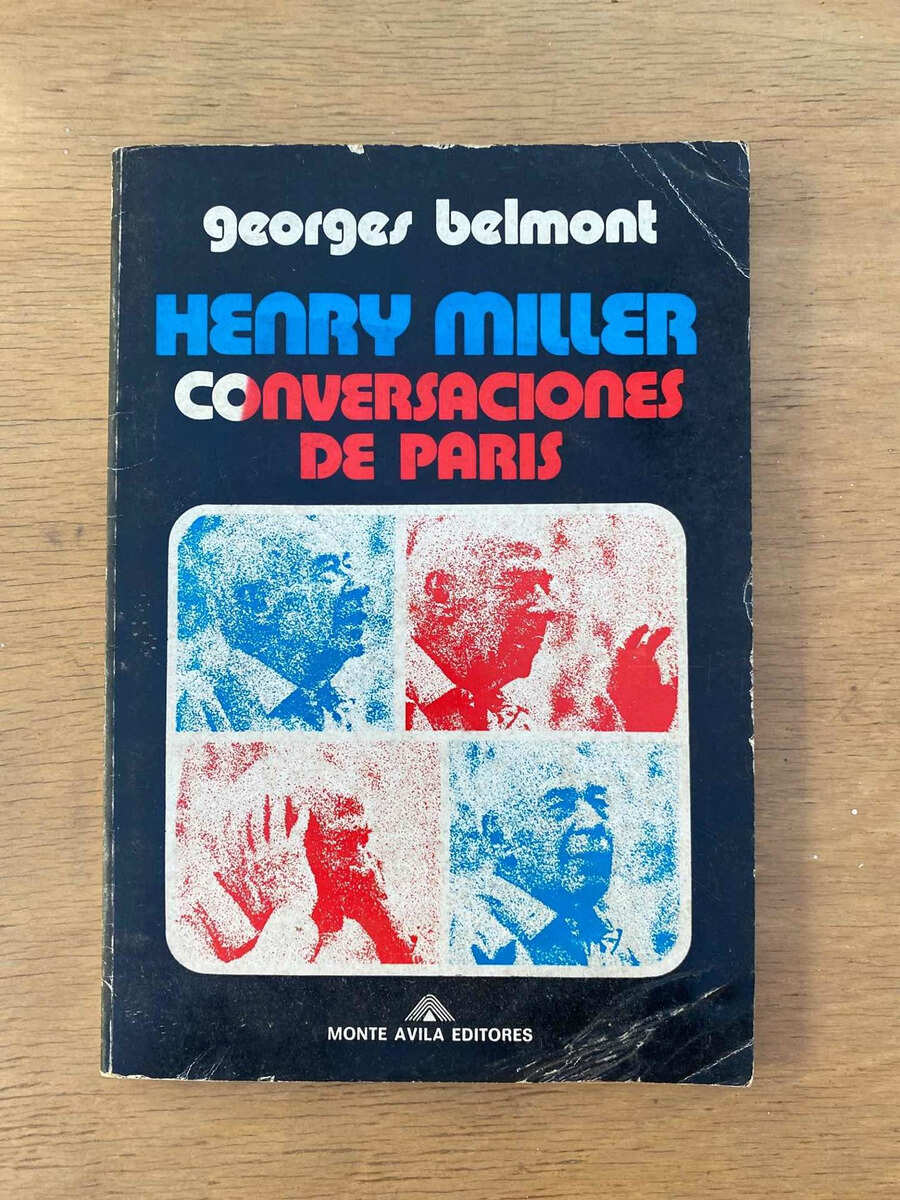 georges belmont
HENRY MILLER
CONVERSACIONES
DE PARIS
MONTE AVILA EDITORES